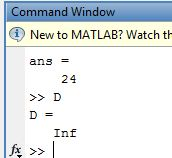 Command Window
New to MATLAB? Watch th
ans =
24
>> D
D =
Inf
fx >>